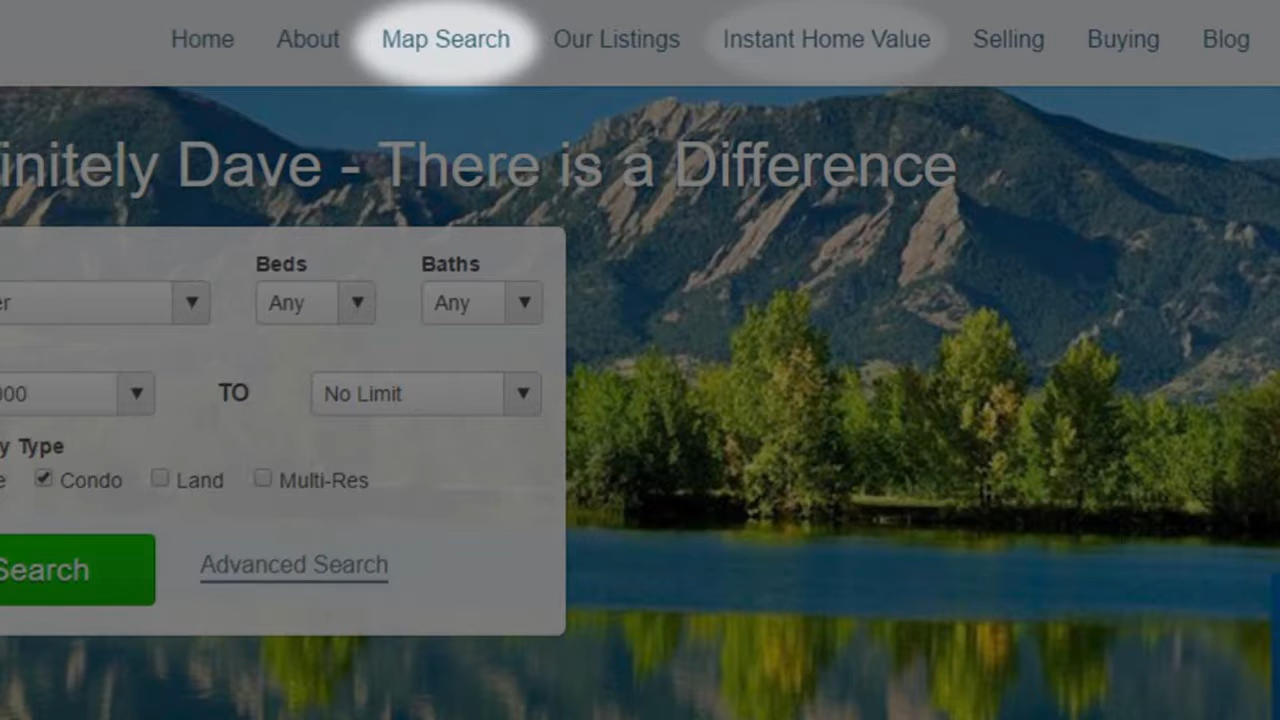 Home About Map Search Our Listings Instant Home Value Selling Buying Blog
Dave - There is a Difference
Beds Baths
Any Any
TO No Limit
Type
Condo Land Multi-Res
Search Advanced Search